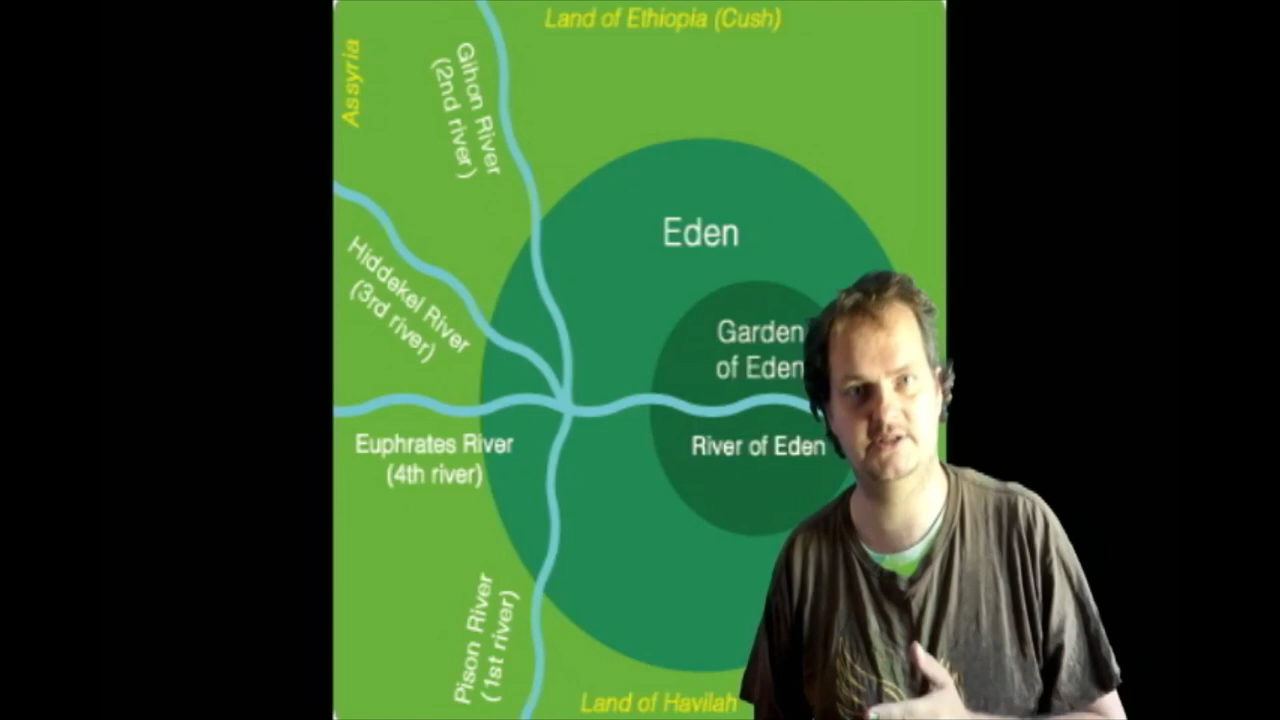 Land of Ethiopia (Cush)
Assyria
Gihon River
(2nd river)
Eden
Hiddekel River
(3rd river)
Garden
of Eden
Euphrates River
(4th river)
River of Eden
Pison River
(1st river)
Land of Havilah